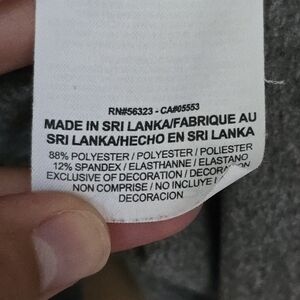 RN#56323 - CA#05553
MADE IN SRI LANKA/FABRIQUE AU
SRI LANKA/HECHO EN SRI LANKA
88% POLYESTER / POLYESTER / POLIESTER
12% SPANDEX / ELASTHANNE / ELASTANO
EXCLUSIVE OF DECORATION / DECORATION
NON COMPRISE / NO INCLUYE LA
DECORACION